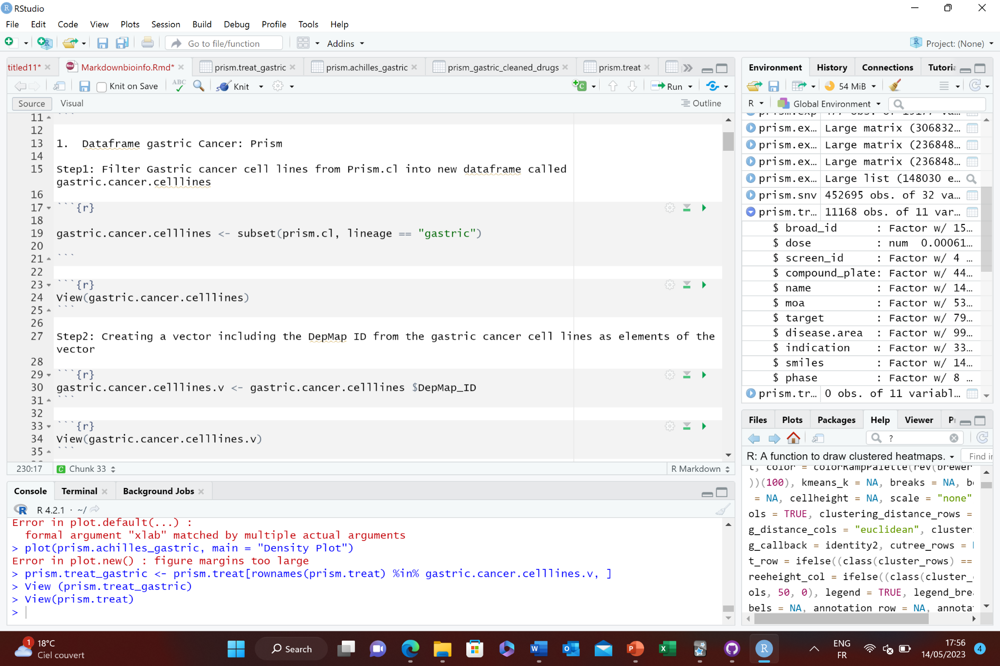 RStudio
File Edit Code View Plots Session Build Debug Profile Tools Help
Go to file/function Addins Project: (None)
titled11* Markdownbioinfo.Rmd* prism.treat_gastric prism.achilles_gastric prism_gastric_cleaned_drugs prism.treat
Knit on Save ABC Knit Run
Source Visual Outline
11 ```
12
13 1.  Dataframe gastric Cancer: Prism
14
15 Step1: Filter Gastric cancer cell lines from Prism.cl into new dataframe called
gastric.cancer.celllines
16
17 ```{r}
18
19 gastric.cancer.celllines <- subset(prism.cl, lineage == "gastric")
20
21 ```
22
23 ```{r}
24 View(gastric.cancer.celllines)
25 ```
26
27 Step2: Creating a vector including the DepMap ID from the gastric cancer cell lines as elements of the
vector
28
29 ```{r}
30 gastric.cancer.celllines.v <- gastric.cancer.celllines $DepMap_ID
31 ```
32
33 ```{r}
34 View(gastric.cancer.celllines.v)
35 ```
230:17 C Chunk 33 R Markdown
Console Terminal Background Jobs
R 4.2.1 · ~/
Error in plot.default(...) :
  formal argument "xlab" matched by multiple actual arguments
> plot(prism.achilles_gastric, main = "Density Plot")
Error in plot.new() : figure margins too large
> prism.treat_gastric <- prism.treat[rownames(prism.treat) %in% gastric.cancer.celllines.v, ]
> View (prism.treat_gastric)
> View(prism.treat)
>
Environment History Connections Tutoria
54 MiB
R Global Environment
prism.ex... Large matrix (306832...
prism.ex... Large matrix (236848...
prism.ex... Large matrix (236848...
prism.ex... Large list (148030 e...
prism.snv 452695 obs. of 32 va...
prism.tr... 11168 obs. of 11 var...
$ broad_id : Factor w/ 15...
$ dose : num 0.00061...
$ screen_id : Factor w/ 4 ...
$ compound_plate: Factor w/ 44...
$ name : Factor w/ 14...
$ moa : Factor w/ 53...
$ target : Factor w/ 79...
$ disease.area : Factor w/ 99...
$ indication : Factor w/ 33...
$ smiles : Factor w/ 14...
$ phase : Factor w/ 8 ...
prism.tr... 0 obs. of 11 variabl...
Files Plots Packages Help Viewer
?
R: A function to draw clustered heatmaps. Find in
t, color = colorRampPalette(rev(brewer
))(100), kmeans_k = NA, breaks = NA, b
= NA, cellheight = NA, scale = "none"
ols = TRUE, clustering_distance_rows =
g_distance_cols = "euclidean", cluster
g_callback = identity2, cutree_rows =
t_row = ifelse((class(cluster_rows) ==
reeheight_col = ifelse((class(cluster_
ols, 50, 0), legend = TRUE, legend_bre
bels = NA, annotation_row = NA, annota
1 18°C
Ciel couvert
Search
ENG
FR
17:56
14/05/2023
4